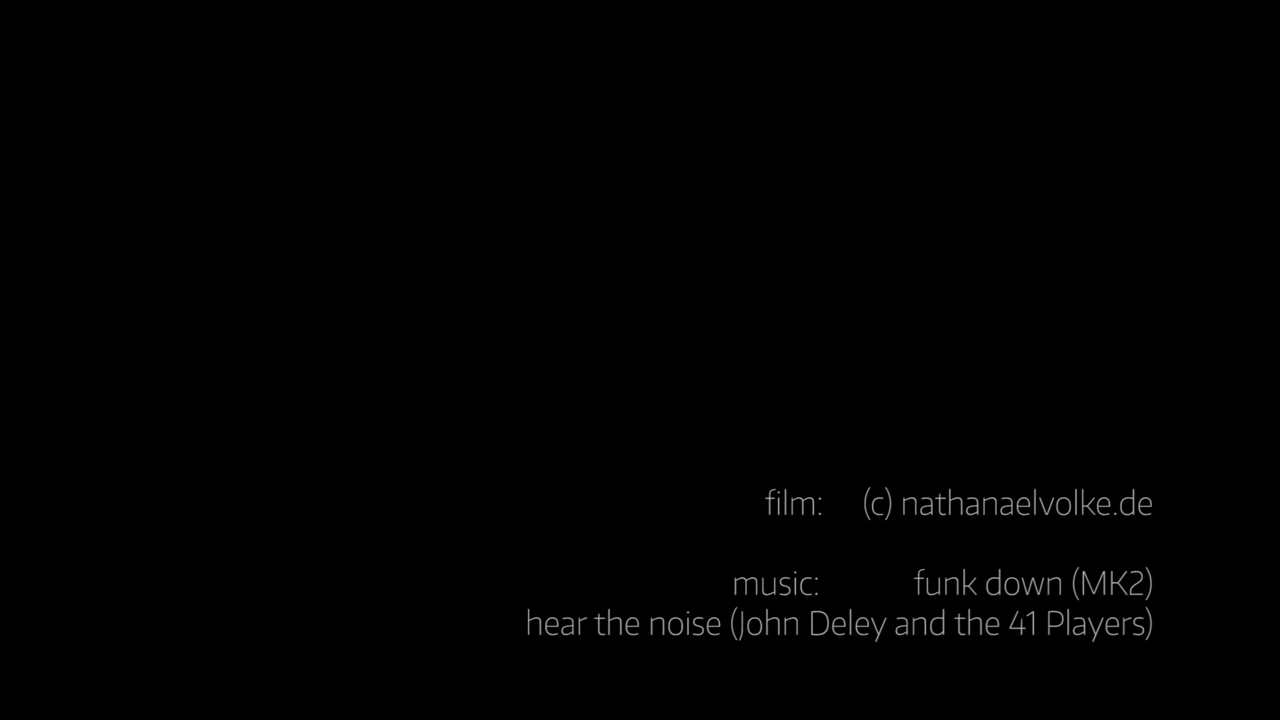 film: (c) nathanaelvolke.de
music: funk down (MK2)
hear the noise (John Deley and the 41 Players)